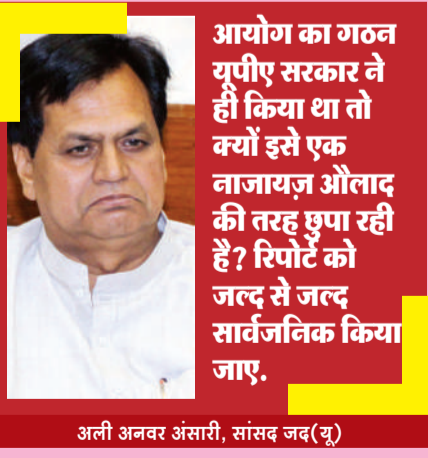 आयोग का गठन
यूपीए सरकार ने
ही किया था तो
क्यों इसे एक
नाजायज़ औलाद
की तरह छुपा रही
है? रिपोर्ट को
जल्द से जल्द
सार्वजनिक किया
जाए.
अली अनवर अंसारी, सांसद जद(यू)